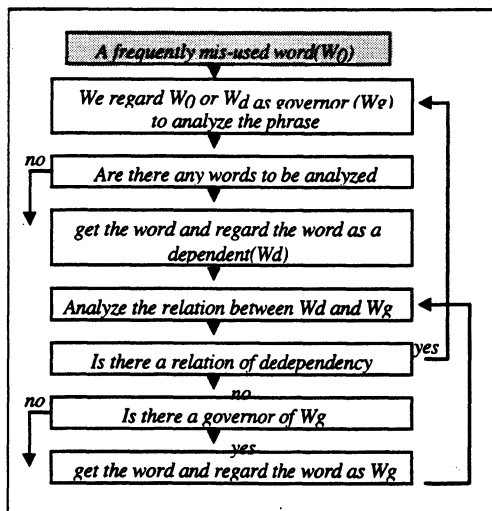 A frequently mis-used word(W0)
We regard W0 or Wd as governor (Wg)
to analyze the phrase
no
Are there any words to be analyzed
get the word and regard the word as a
dependent(Wd)
Analyze the relation between Wd and Wg
yes
Is there a relation of dedependency
no
no
Is there a governor of Wg
yes
get the word and regard the word as Wg